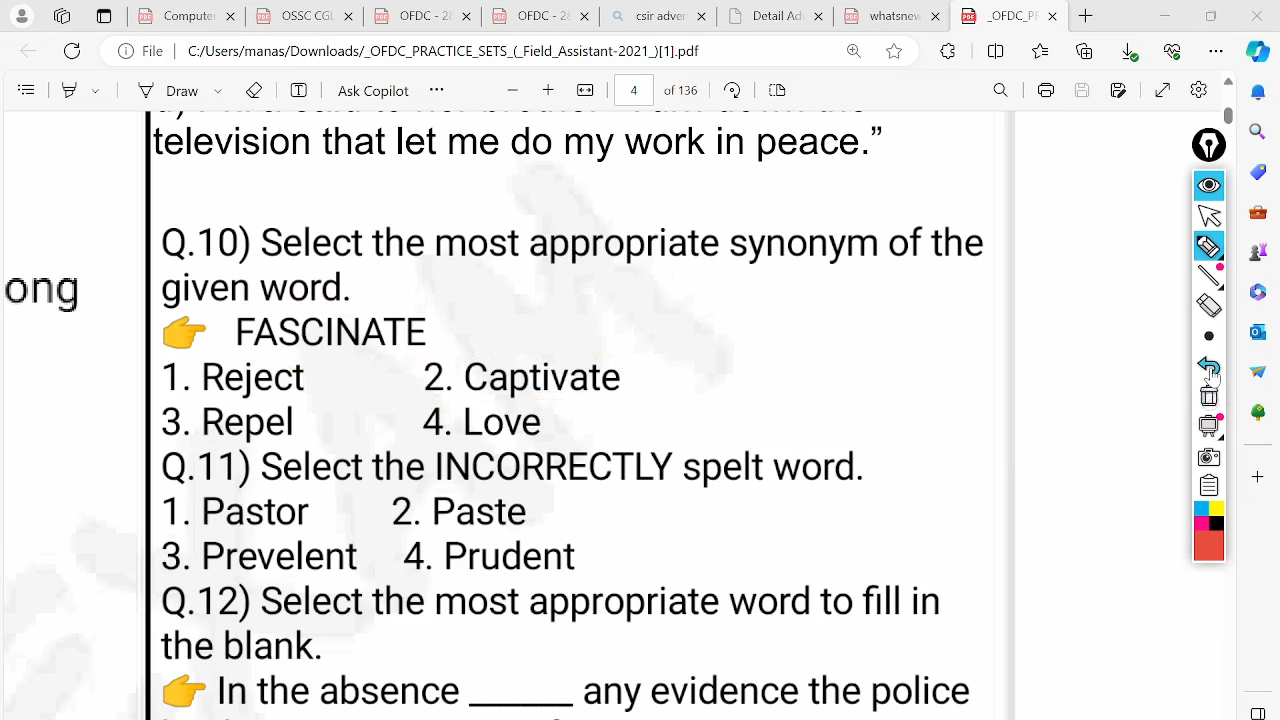 Computer
OSSC CGL
OFDC - 28
OFDC - 28
csir adver
Detail Adv
whatsnew
_OFDC_PR
File
C:/Users/manas/Downloads/_OFDC_PRACTICE_SETS_(_Field_Assistant-2021_)[1].pdf
Draw
Ask Copilot
4
of 136
television that let me do my work in peace.”
Q.10) Select the most appropriate synonym of the
ong
given word.
👉 FASCINATE
1. Reject 2. Captivate
3. Repel 4. Love
Q.11) Select the INCORRECTLY spelt word.
1. Pastor 2. Paste
3. Prevelent 4. Prudent
Q.12) Select the most appropriate word to fill in
the blank.
👉 In the absence ______ any evidence the police